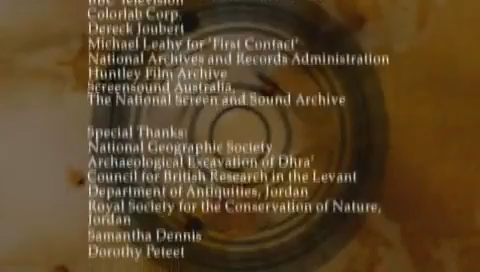 BBC Television
Colorlab Corp.
Dereck Joubert
Michael Leahy for "First Contact"
National Archives and Records Administration
Huntley Film Archive
Screensound Australia,
The National Screen and Sound Archive
Special Thanks:
National Geographic Society
Archaeological Excavation of Dhra'
Council for British Research in the Levant
Department of Antiquities, Jordan
Royal Society for the Conservation of Nature,
Jordan
Samantha Dennis
Dorothy Peteet